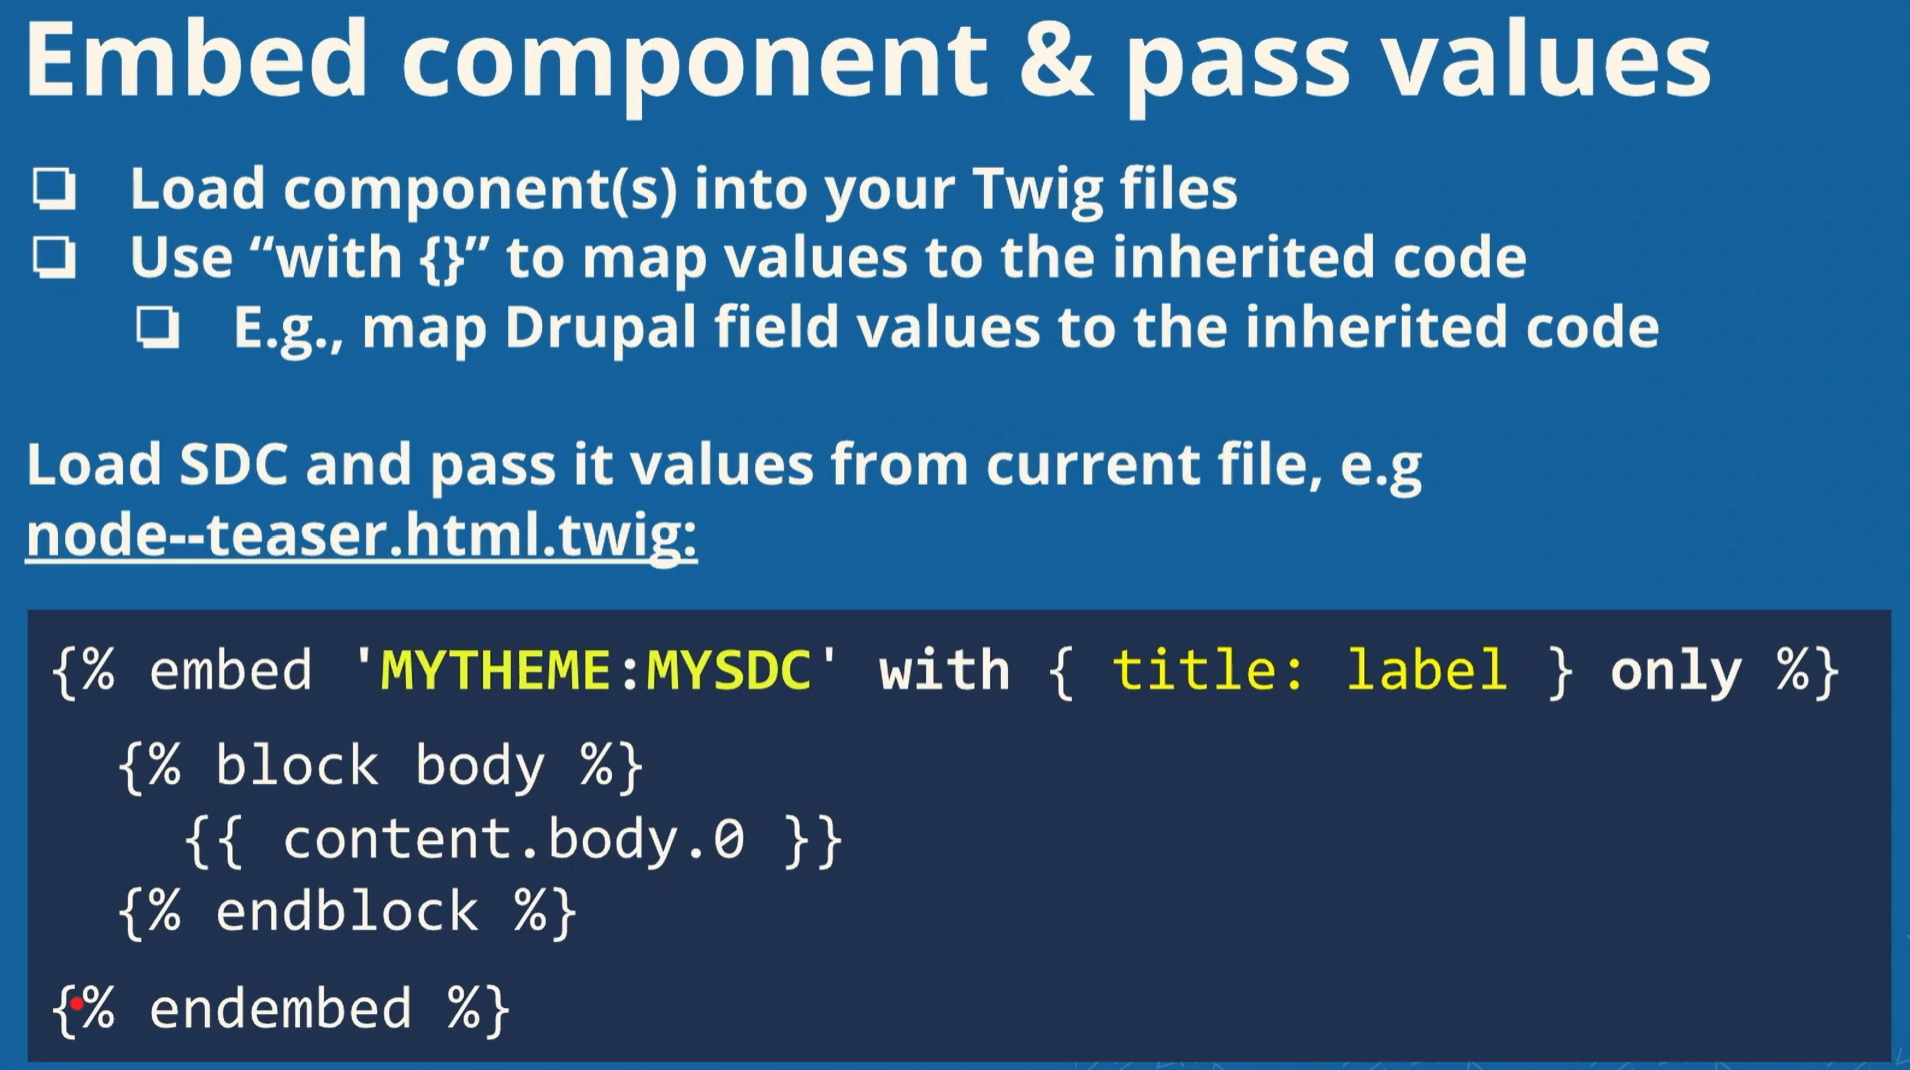 Embed component & pass values
❏ Load component(s) into your Twig files
❏ Use “with {}” to map values to the inherited code
❏ E.g., map Drupal field values to the inherited code
Load SDC and pass it values from current file, e.g
node--teaser.html.twig:
{% embed 'MYTHEME:MYSDC' with { title: label } only %}
{% block body %}
{{ content.body.0 }}
{% endblock %}
{% endembed %}